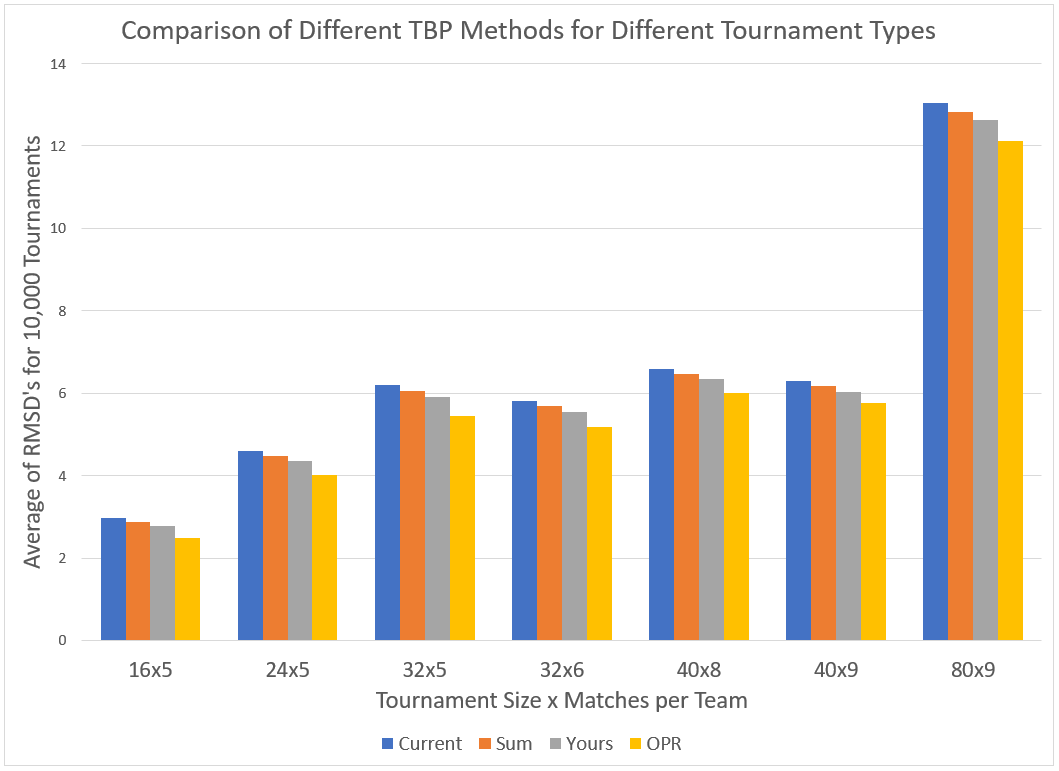 Comparison of Different TBP Methods for Different Tournament Types
Average of RMSD's for 10,000 Tournaments
14
12
10
8
6
4
2
0
16x5 24x5 32x5 32x6 40x8 40x9 80x9
Tournament Size x Matches per Team
Current Sum Yours OPR